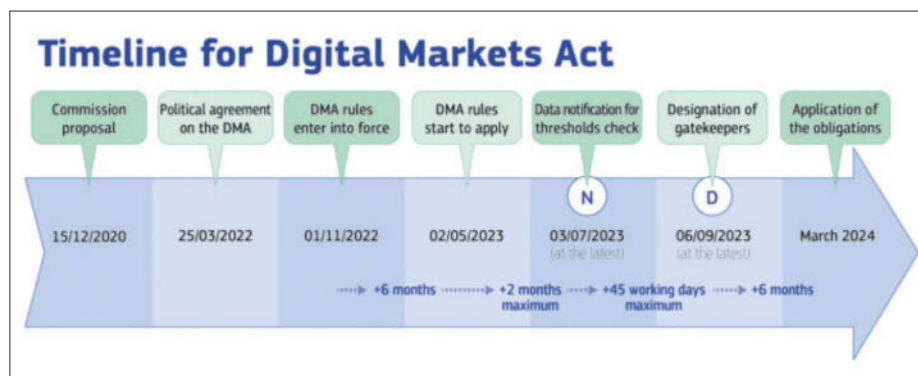 Timeline for Digital Markets Act
Commission
proposal
Political agreement
on the DMA
DMA rules
enter into force
DMA rules
start to apply
Data notification for
thresholds check
Designation of
gatekeepers
Application of
the obligations
N
D
15/12/2020
25/03/2022
01/11/2022
02/05/2023
03/07/2023
(at the latest)
06/09/2023
(at the latest)
March 2024
+6 months
+2 months
maximum
+45 working days
maximum
+6 months